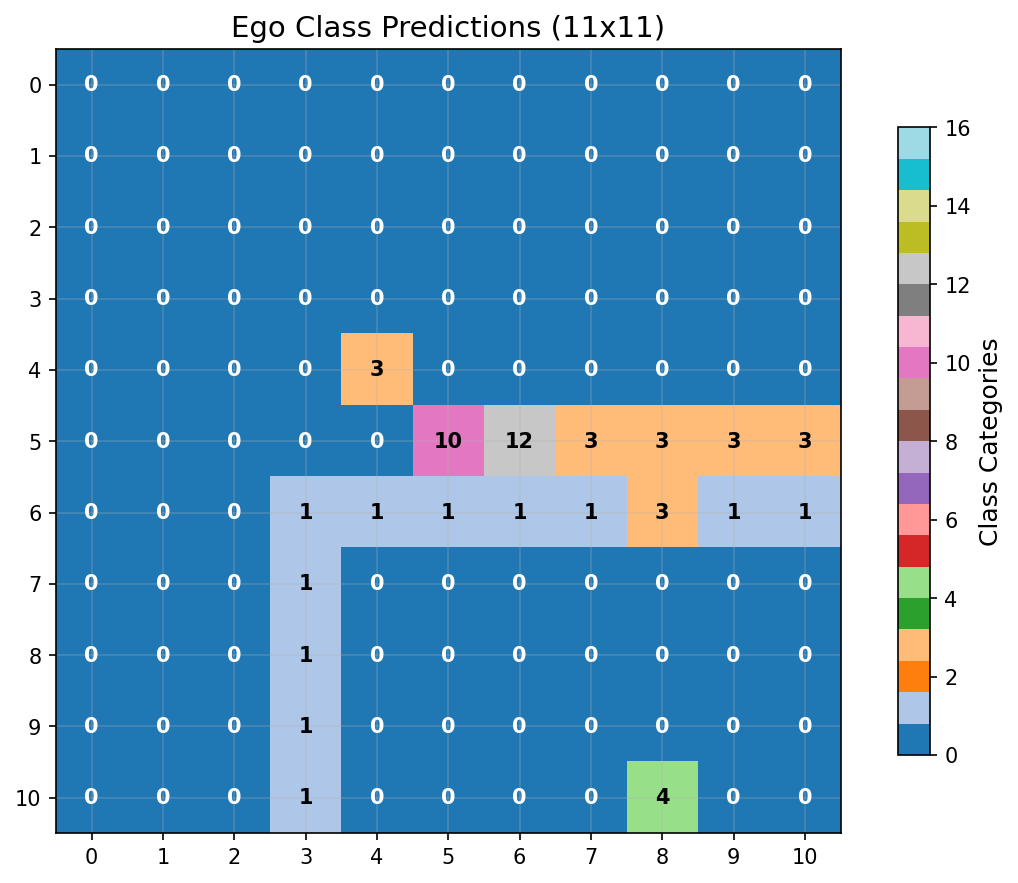 Ego Class Predictions (11x11)
0 0 0 0 0 0 0 0 0 0 0 0
1 0 0 0 0 0 0 0 0 0 0 0
2 0 0 0 0 0 0 0 0 0 0 0
3 0 0 0 0 0 0 0 0 0 0 0
4 0 0 0 0 3 0 0 0 0 0 0
5 0 0 0 0 0 10 12 3 3 3 3
6 0 0 0 1 1 1 1 1 3 1 1
7 0 0 0 1 0 0 0 0 0 0 0
8 0 0 0 1 0 0 0 0 0 0 0
9 0 0 0 1 0 0 0 0 0 0 0
10 0 0 0 1 0 0 0 0 4 0 0
0 1 2 3 4 5 6 7 8 9 10
16
14
12
10
8
6
4
2
0
Class Categories